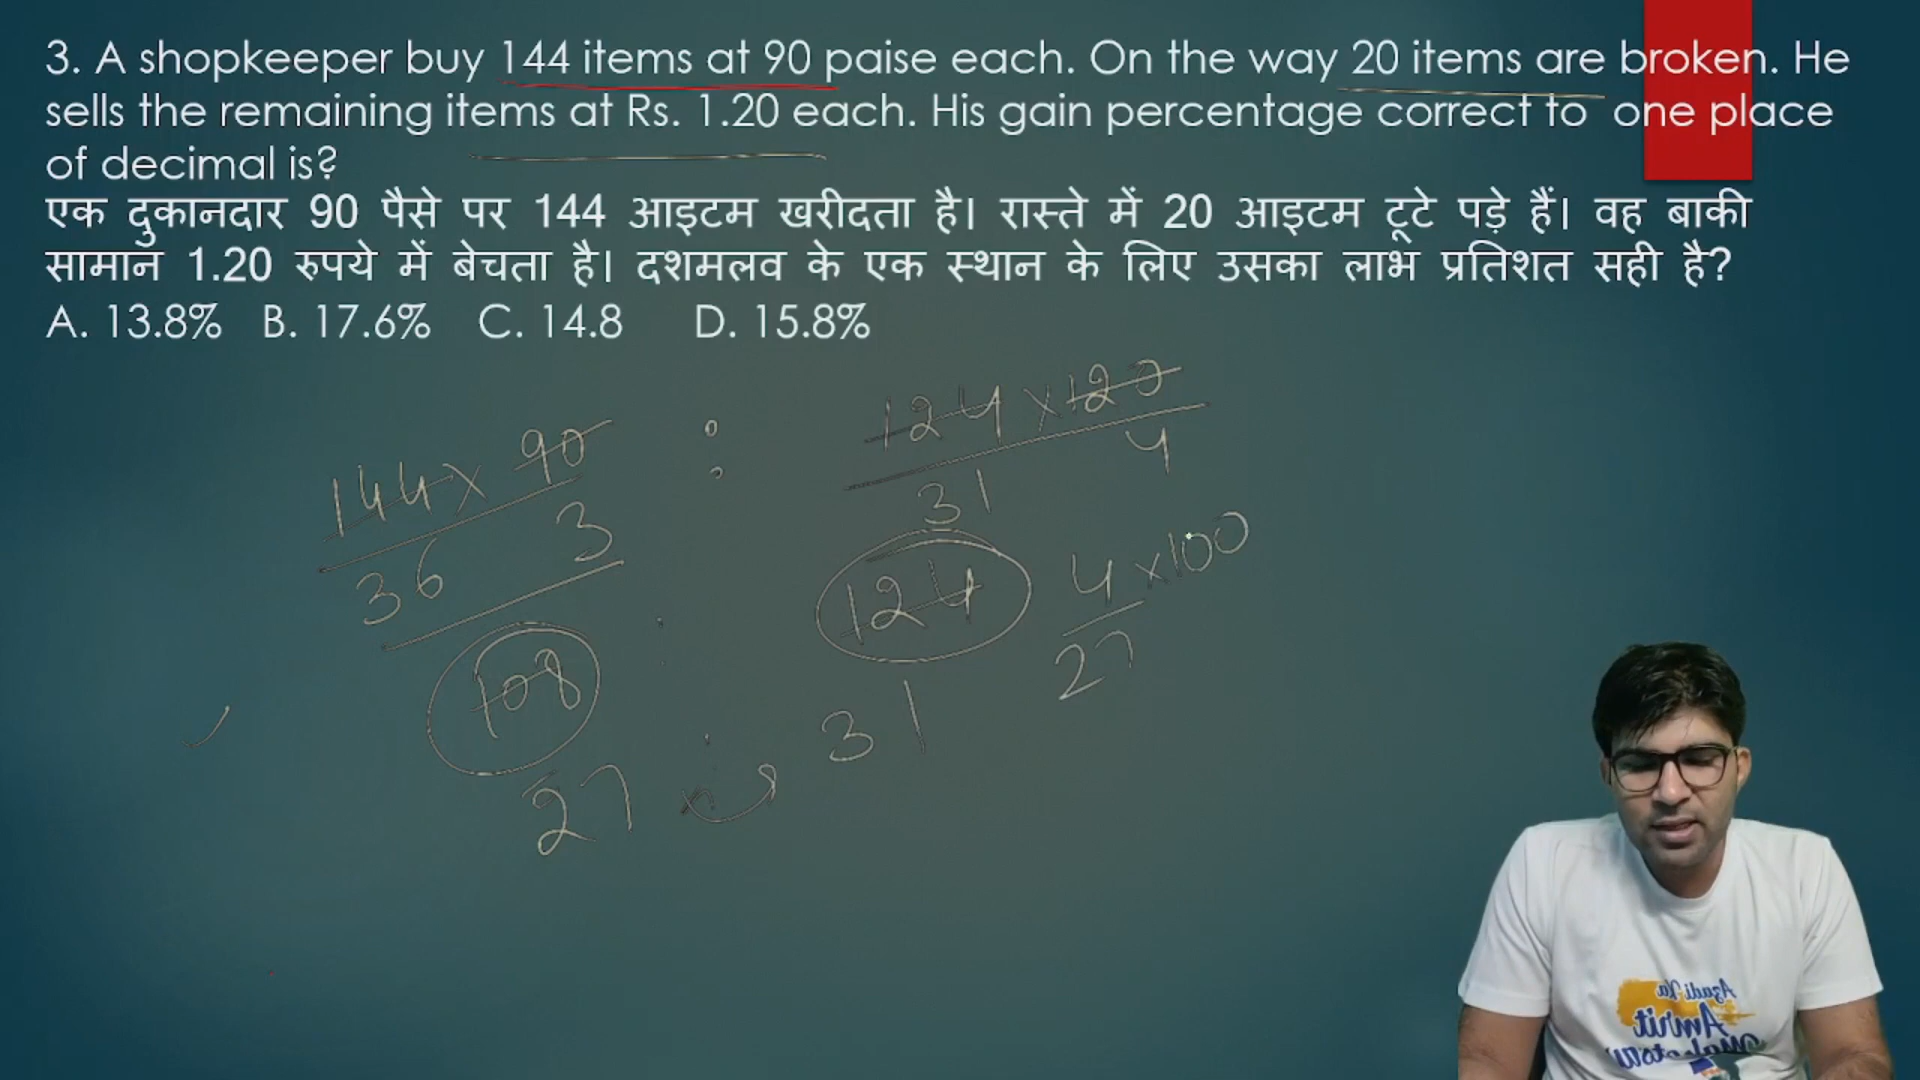 3. A shopkeeper buy 144 items at 90 paise each. On the way 20 items are broken. He
sells the remaining items at Rs. 1.20 each. His gain percentage correct to one place
of decimal is?
एक दुकानदार 90 पैसे पर 144 आइटम खरीदता है। रास्ते में 20 आइटम टूटे पड़े हैं। वह बाकी
सामान 1.20 रुपये में बेचता है। दशमलव के एक स्थान के लिए उसका लाभ प्रतिशत सही है?
A. 13.8% B. 17.6% C. 14.8 D. 15.8%
144 x 90 : 124 x 120
36 3 31 4
108 : 124
4 x 100
27
27 : 31
Azadi Ka
Amrit